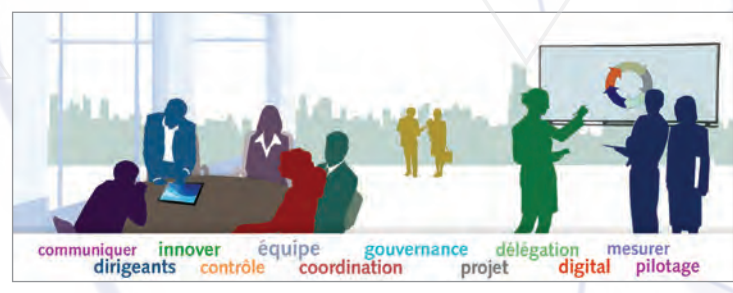 communiquer innover équipe gouvernance délégation mesurer
dirigeants contrôle coordination projet digital pilotage